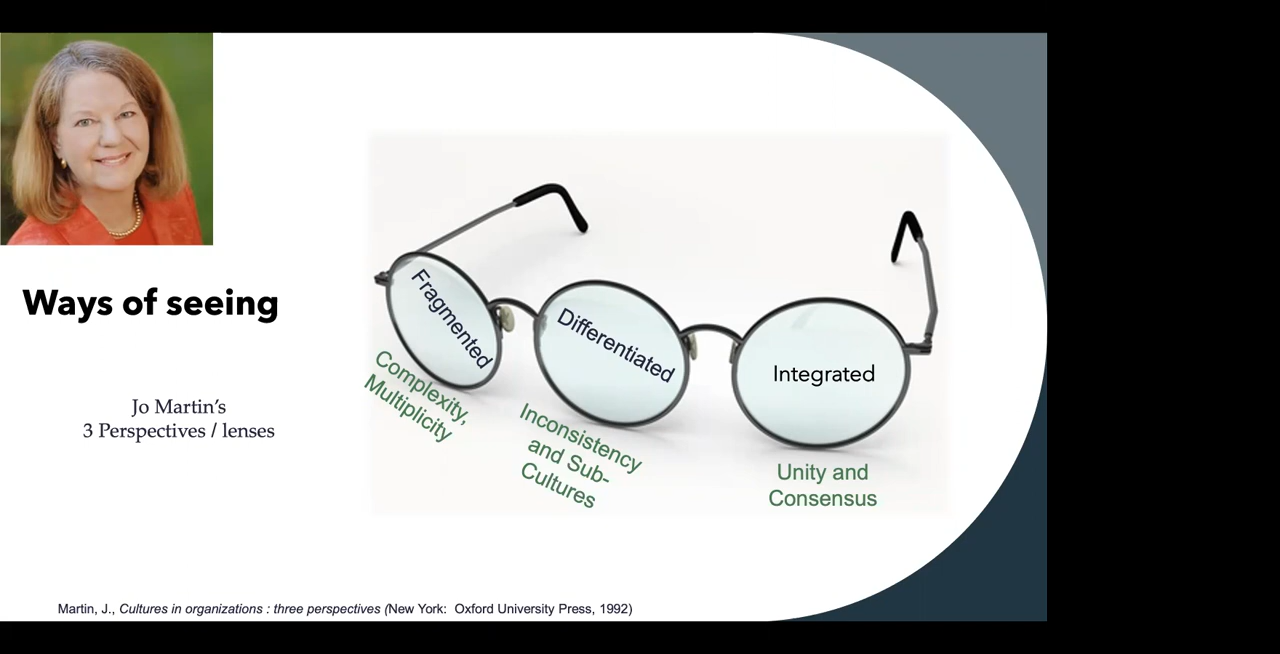 Ways of seeing
Jo Martin's
3 Perspectives / lenses
Fragmented
Complexity,
Multiplicity
Differentiated
Inconsistency
and Sub-
Cultures
Integrated
Unity and
Consensus
Martin, J., Cultures in organizations : three perspectives (New York:  Oxford University Press, 1992)